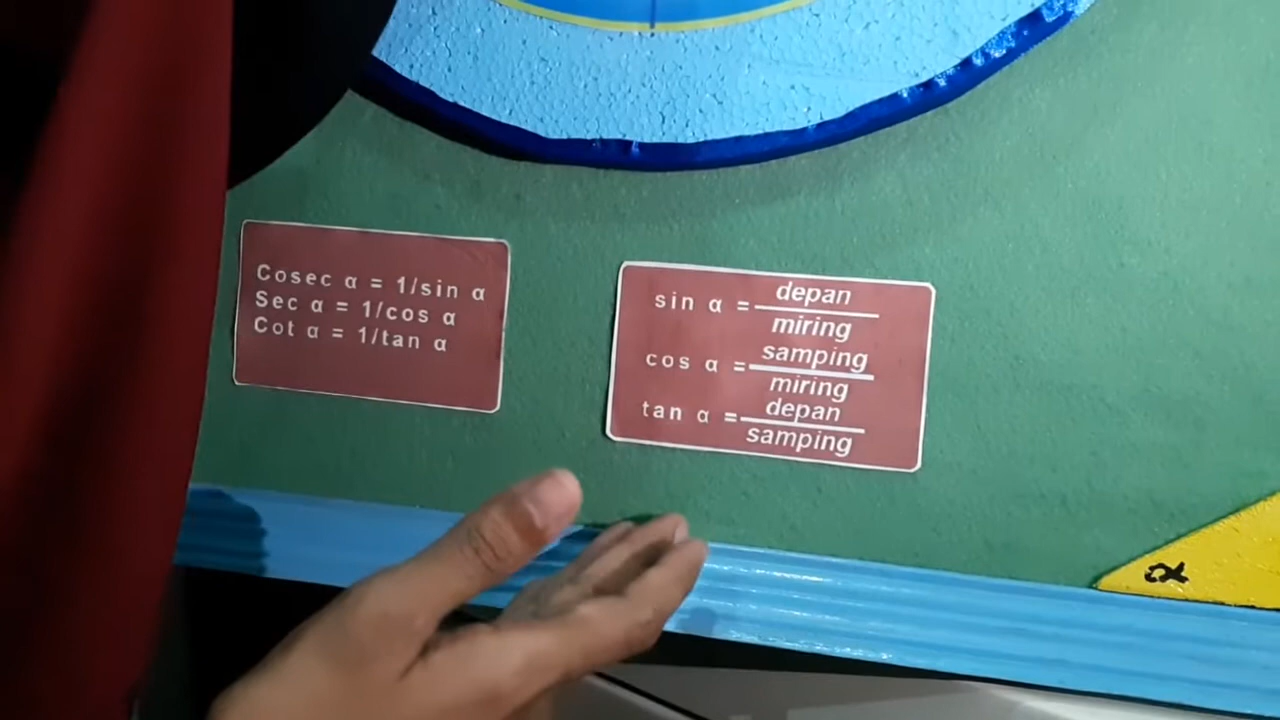 Cosec α = 1/sin α
Sec α = 1/cos α
Cot α = 1/tan α
sin α = depan/miring
cos α = samping/miring
tan α = depan/samping
α